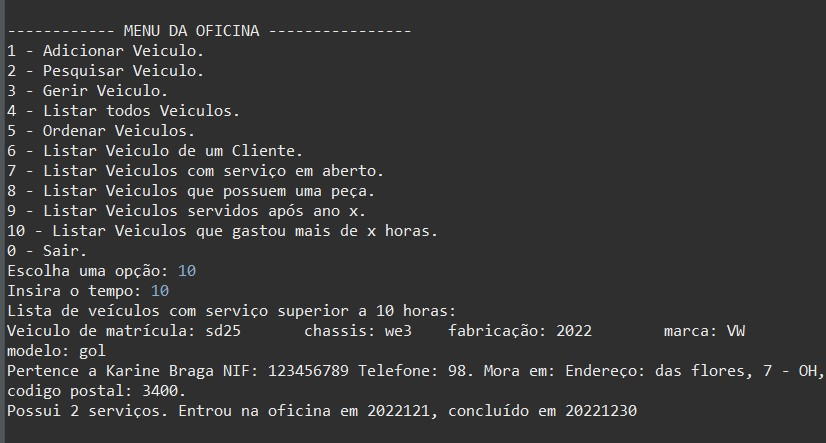 ------------ MENU DA OFICINA ----------------
1 - Adicionar Veiculo.
2 - Pesquisar Veiculo.
3 - Gerir Veiculo.
4 - Listar todos Veiculos.
5 - Ordenar Veiculos.
6 - Listar Veiculo de um Cliente.
7 - Listar Veiculos com serviço em aberto.
8 - Listar Veiculos que possuem uma peça.
9 - Listar Veiculos servidos após ano x.
10 - Listar Veiculos que gastou mais de x horas.
0 - Sair.
Escolha uma opção: 10
Insira o tempo: 10
Lista de veículos com serviço superior a 10 horas:
Veiculo de matrícula: sd25       chassis: we3    fabricação: 2022        marca: VW
modelo: gol
Pertence a Karine Braga NIF: 123456789 Telefone: 98. Mora em: Endereço: das flores, 7 - OH,
codigo postal: 3400.
Possui 2 serviços. Entrou na oficina em 2022121, concluído em 20221230